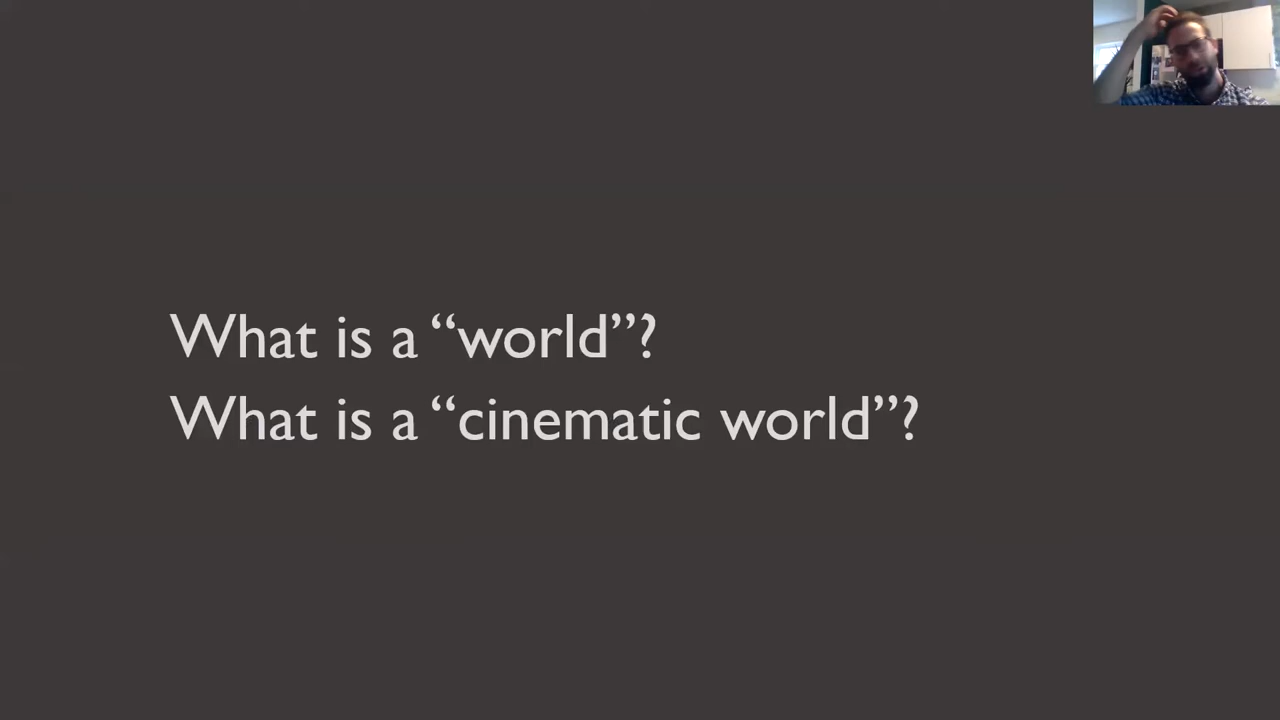 What is a “world”?
What is a “cinematic world”?